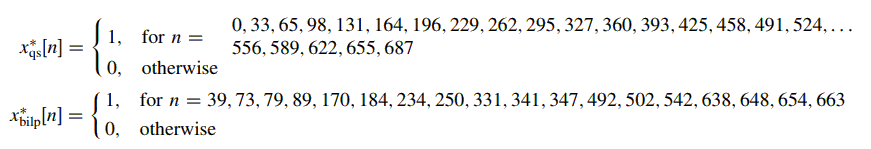 x*qs[n] = { 1, for n = 0, 33, 65, 98, 131, 164, 196, 229, 262, 295, 327, 360, 393, 425, 458, 491, 524, . . .
556, 589, 622, 655, 687
0, otherwise
x*bilp[n] = { 1, for n = 39, 73, 79, 89, 170, 184, 234, 250, 331, 341, 347, 492, 502, 542, 638, 648, 654, 663
0, otherwise